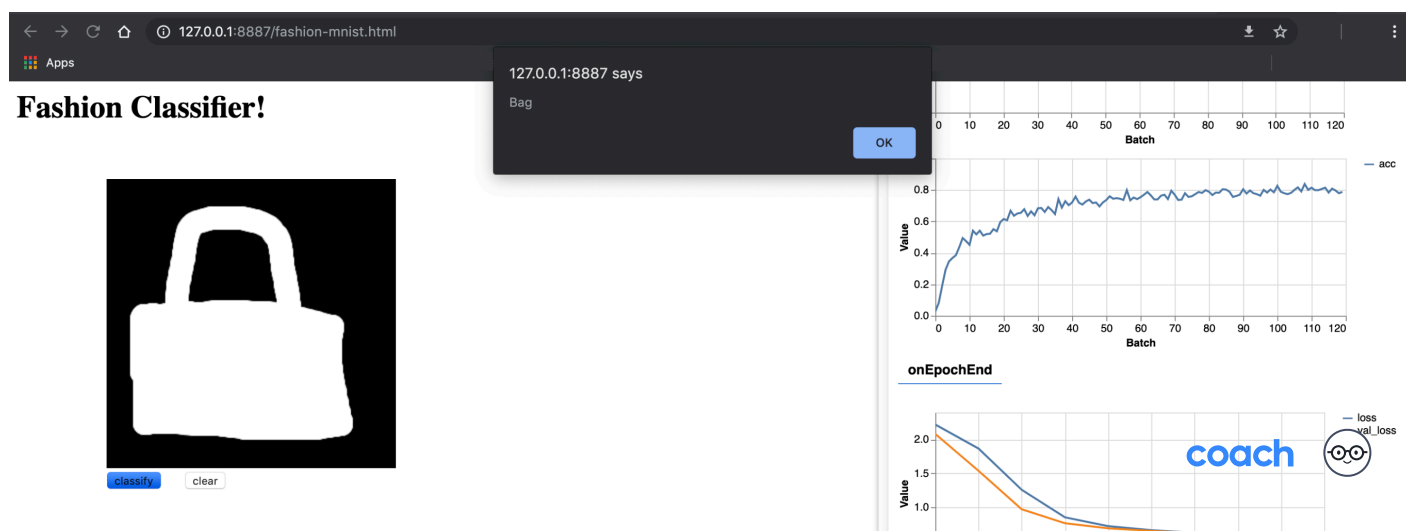 127.0.0.1:8887/fashion-mnist.html
Apps
127.0.0.1:8887 says
Bag
OK
Fashion Classifier!
classify
clear
0 10 20 30 40 50 60 70 80 90 100 110 120
Batch
acc
0.8
0.6
0.4
0.2
0.0
Value
0 10 20 30 40 50 60 70 80 90 100 110 120
Batch
onEpochEnd
loss
val_loss
2.0
1.5
1.0
Value
coach